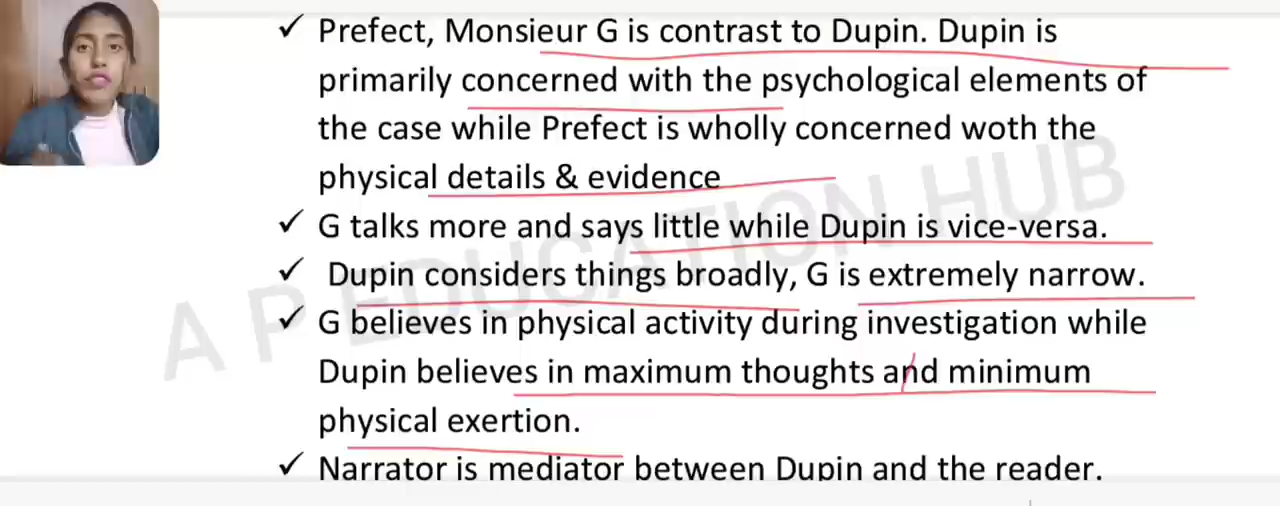 ✓ Prefect, Monsieur G is contrast to Dupin. Dupin is
primarily concerned with the psychological elements of
the case while Prefect is wholly concerned woth the
physical details & evidence
✓ G talks more and says little while Dupin is vice-versa.
✓ Dupin considers things broadly, G is extremely narrow.
✓ G believes in physical activity during investigation while
Dupin believes in maximum thoughts and minimum
physical exertion.
✓ Narrator is mediator between Dupin and the reader.
A P EDUCATION HUB